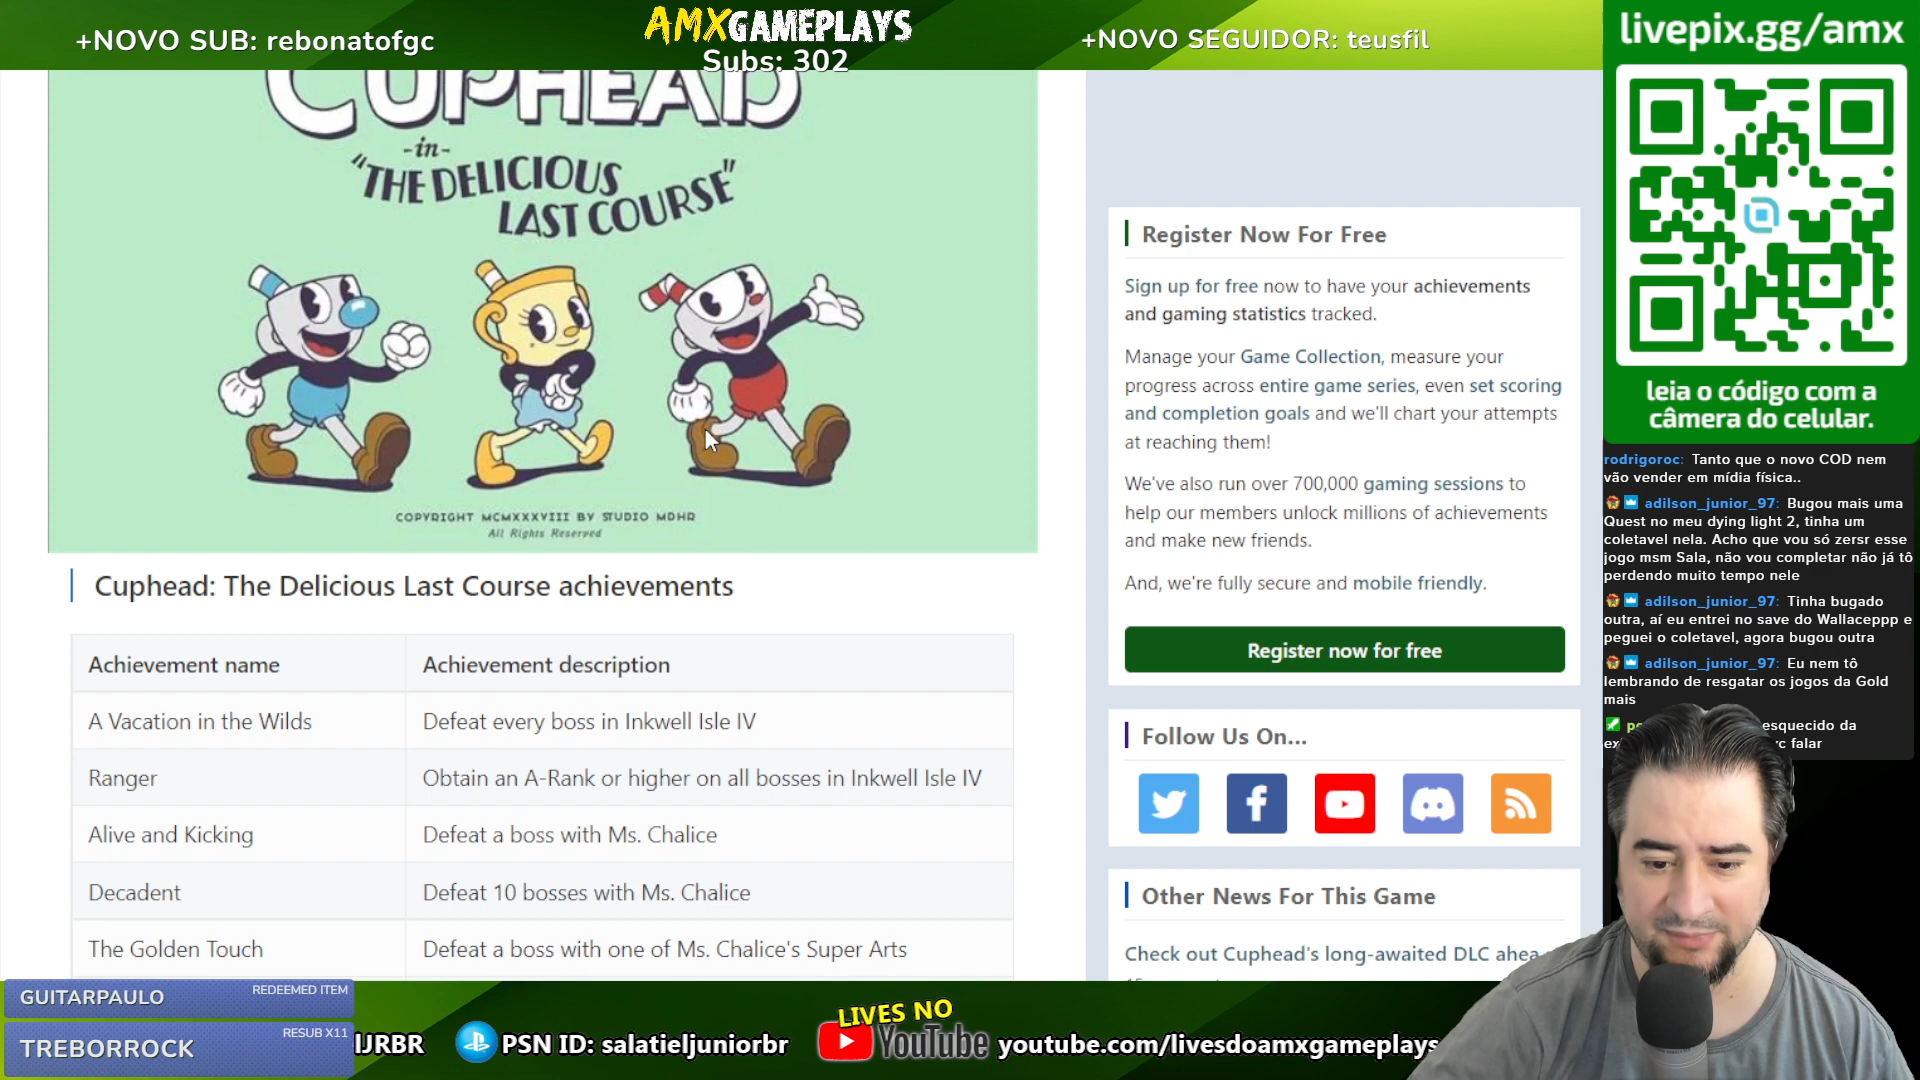 +NOVO SUB: rebonatofgc
AMXGAMEPLAYS
Subs: 302
+NOVO SEGUIDOR: teusfil
livepix.gg/amx
leia o código com a
câmera do celular.
CUPHEAD
-in-
"THE DELICIOUS
LAST COURSE"
COPYRIGHT MCMXXXVIII BY STUDIO MDHR
All Rights Reserved
Cuphead: The Delicious Last Course achievements
Achievement name
Achievement description
A Vacation in the Wilds
Defeat every boss in Inkwell Isle IV
Ranger
Obtain an A-Rank or higher on all bosses in Inkwell Isle IV
Alive and Kicking
Defeat a boss with Ms. Chalice
Decadent
Defeat 10 bosses with Ms. Chalice
The Golden Touch
Defeat a boss with one of Ms. Chalice's Super Arts
Register Now For Free
Sign up for free now to have your achievements
and gaming statistics tracked.
Manage your Game Collection, measure your
progress across entire game series, even set scoring
and completion goals and we'll chart your attempts
at reaching them!
We've also run over 700,000 gaming sessions to
help our members unlock millions of achievements
and make new friends.
And, we're fully secure and mobile friendly.
Register now for free
Follow Us On...
Other News For This Game
Check out Cuphead's long-awaited DLC ahea
rodrigoroc: Tanto que o novo COD nem
vão vender em mídia física..
adilson_junior_97: Bugou mais uma
Quest no meu dying light 2, tinha um
coletavel nela. Acho que vou só zersr esse
jogo msm Sala, não vou completar não já tô
perdendo muito tempo nele
adilson_junior_97: Tinha bugado
outra, aí eu entrei no save do Wallaceppp e
peguei o coletavel, agora bugou outra
adilson_junior_97: Eu nem tô
lembrando de resgatar os jogos da Gold
mais
esquecido da
falar
GUITARPAULO
REDEEMED ITEM
TREBORROCK
RESUB X11
IJRBR
PSN ID: salatieljuniorbr
LIVES NO
YouTube
youtube.com/livesdoamxgameplays